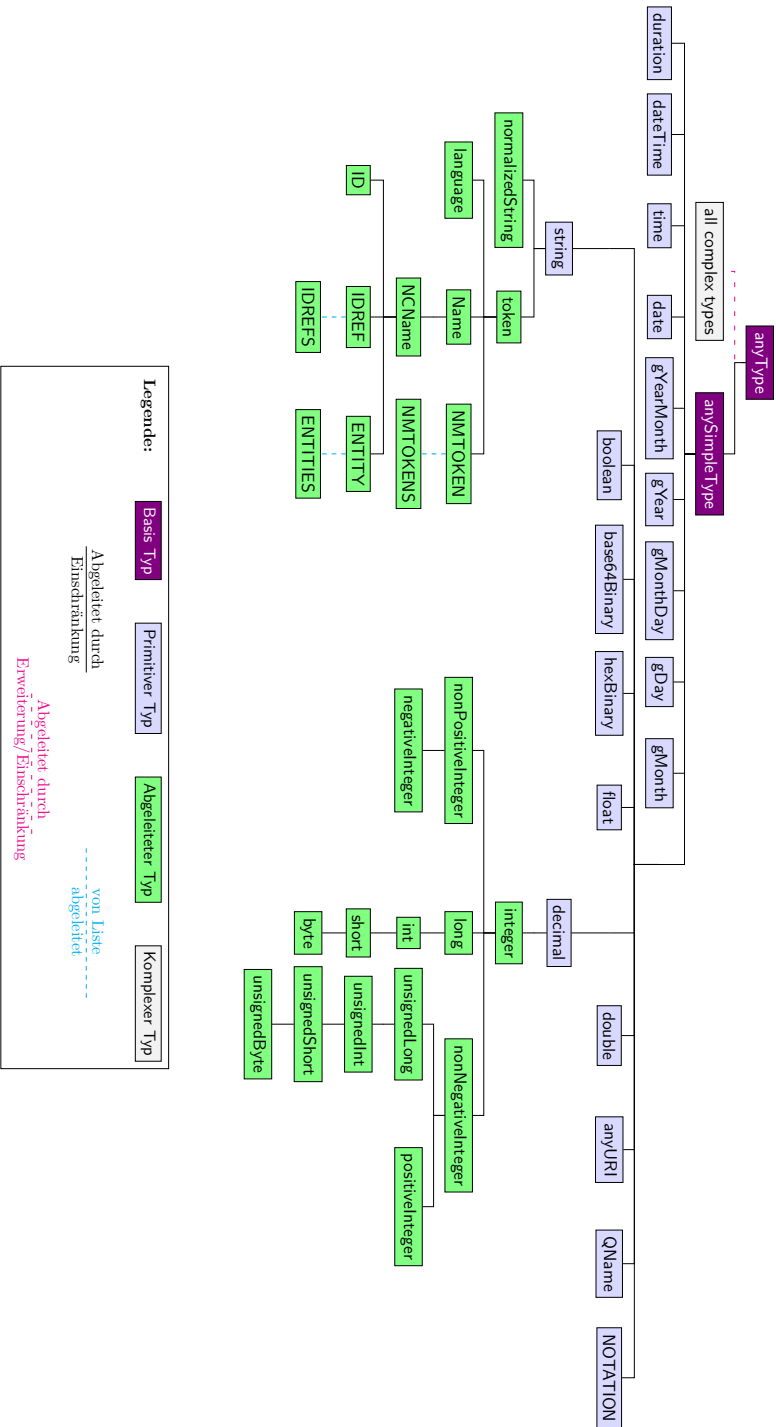 anyType
all complex types
anySimpleType
duration
dateTime
time
date
gYearMonth
gYear
gMonthDay
gDay
gMonth
boolean
base64Binary
hexBinary
float
double
anyURI
QName
NOTATION
string
decimal
normalizedString
token
integer
language
Name
NMTOKEN
nonPositiveInteger
long
nonNegativeInteger
NCName
NMTOKENS
negativeInteger
int
unsignedLong
positiveInteger
ID
IDREF
ENTITY
short
unsignedInt
IDREFS
ENTITIES
byte
unsignedShort
unsignedByte
Legende:
Basis Typ
Primitiver Typ
Abgeleiteter Typ
Komplexer Typ
Abgeleitet durch
Einschränkung
von Liste
abgeleitet
Abgeleitet durch
Erweiterung/Einschränkung